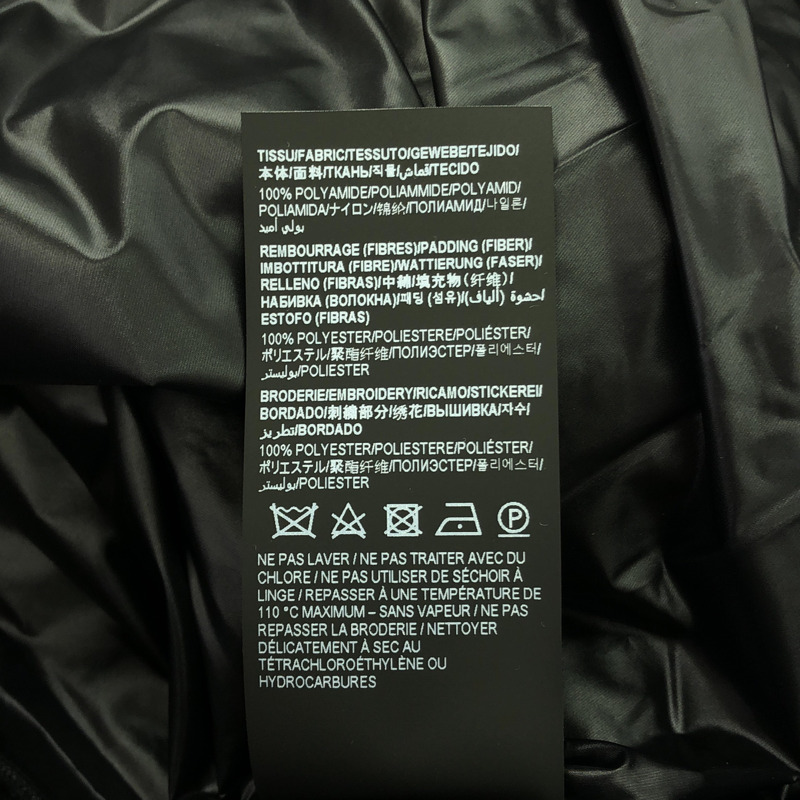 TISSU/FABRIC/TESSUTO/GEWEBE/TEJIDO/
本体/面料/ТКАНЬ/직물/قماش/TECIDO
100% POLYAMIDE/POLIAMMIDE/POLYAMID/
POLIAMIDA/ナイロン/锦纶/ПОЛИАМИД/나일론/
بولي أميد
REMBOURRAGE (FIBRES)/PADDING (FIBER)/
IMBOTTITURA (FIBRE)/WATTIERUNG (FASER)/
RELLENO (FIBRAS)/中綿/填充物 (纤维)/
НАБИВКА (ВОЛОКНА)/패딩 (섬유)/حشوة (ألياف)/
ESTOFO (FIBRAS)
100% POLYESTER/POLIESTERE/POLIÉSTER/
ポリエステル/聚酯纤维/ПОЛИЭСТЕР/폴리에스터/
بوليستر/POLIESTER
BRODERIE/EMBROIDERY/RICAMO/STICKEREI/
BORDADO/刺繍部分/绣花/ВЫШИВКА/자수/
تطريز/BORDADO
100% POLYESTER/POLIESTERE/POLIÉSTER/
ポリエステル/聚酯纤维/ПОЛИЭСТЕР/폴리에스터/
بوليستر/POLIESTER
P
NE PAS LAVER / NE PAS TRAITER AVEC DU
CHLORE / NE PAS UTILISER DE SÉCHOIR À
LINGE / REPASSER À UNE TEMPÉRATURE DE
110 °C MAXIMUM – SANS VAPEUR / NE PAS
REPASSER LA BRODERIE / NETTOYER
DÉLICATEMENT À SEC AU
TÉTRACHLOROÉTHYLÈNE OU
HYDROCARBURES